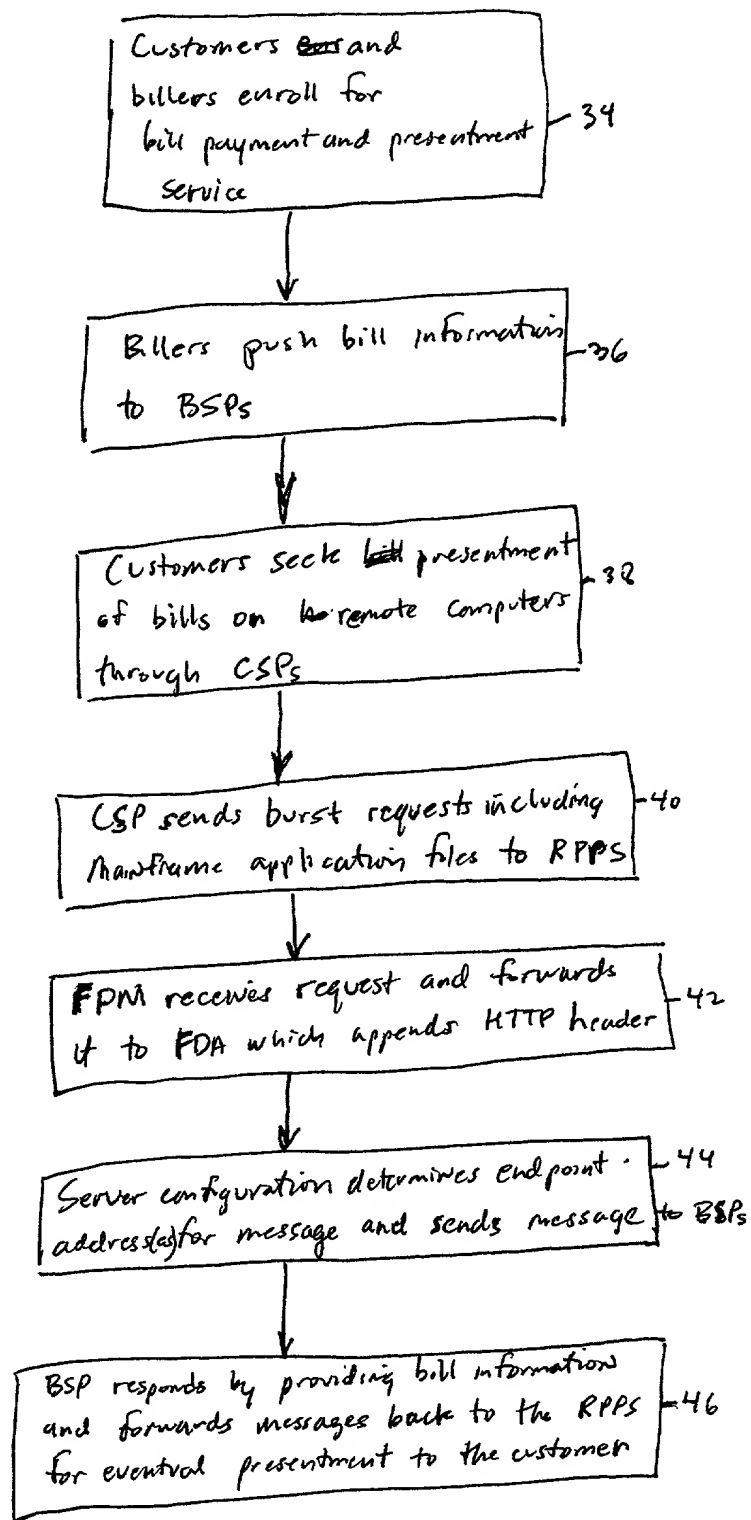 Customers and
billers enroll for
bill payment and presentment
service
34
Billers push bill information
to BSPs
36
Customers seek presentment
of bills on remote computers
through CSPs
38
CSP sends burst requests including
Mainframe application files to RPPS
40
FPM receives request and forwards
it to FDA which appends HTTP header
42
Server configuration determines endpoint
address(es) for message and sends message to BSPs
44
BSP responds by providing bill information
and forwards messages back to the RPPS
for eventual presentment to the customer
46